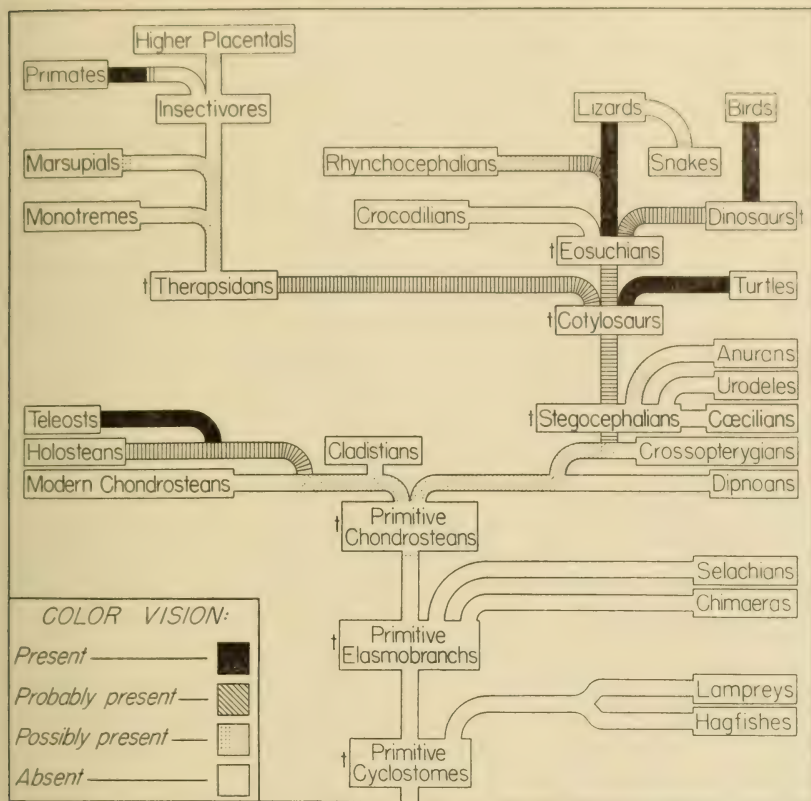 Higher Placentals
Primates
Insectivores
Lizards
Birds
Marsupials
Rhynchocephalians
Snakes
Monotremes
Crocodilians
Dinosaurs†
† Eosuchians
† Therapsidans
Turtles
† Cotylosaurs
Anurans
Urodeles
Teleosts
† Stegocephalians
Cœcilians
Holosteans
Cladistians
Crossopterygians
Modern Chondrosteans
Dipnoans
† Primitive
Chondrosteans
Selachians
Chimaeras
† Primitive
Elasmobranchs
Lampreys
Hagfishes
† Primitive
Cyclostomes
COLOR VISION:
Present
Probably present
Possibly present
Absent